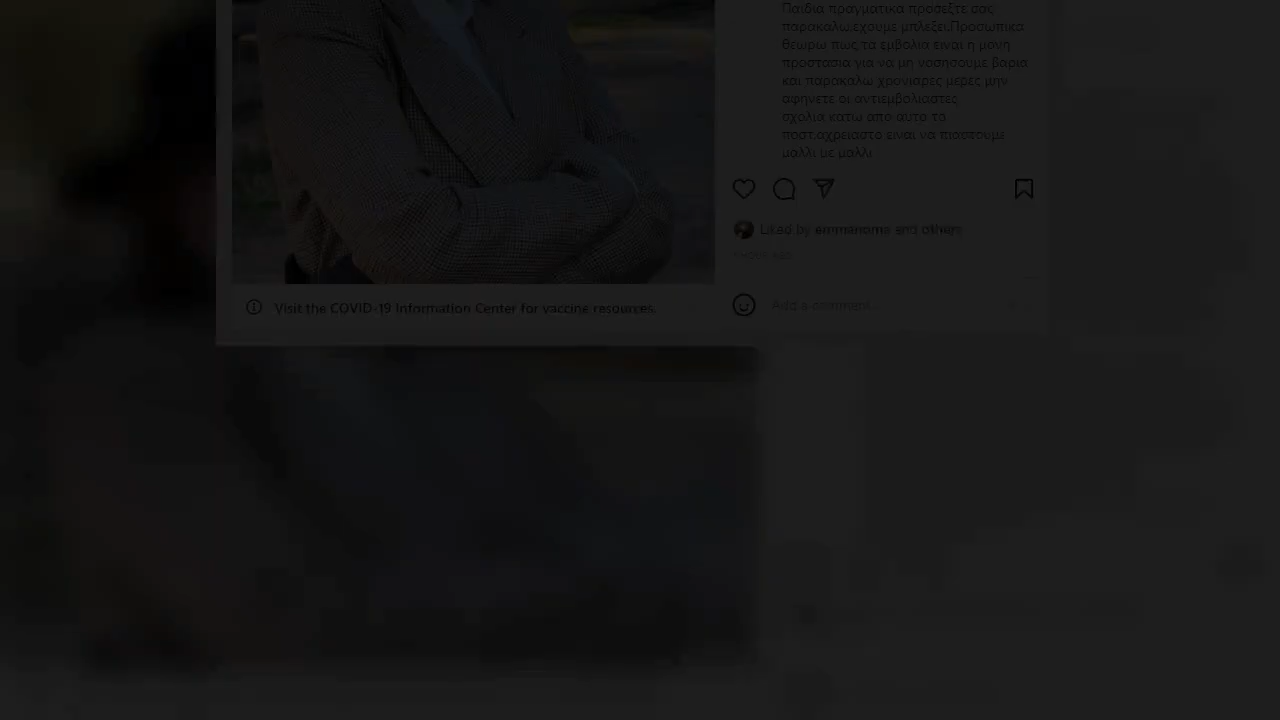 Παιδια πραγματικα προσεξτε σας
παρακαλω.εχουμε μπλεξει.Προσωπικα
θεωρω πως τα εμβολια ειναι η μονη
προστασια για να μη νοσησουμε βαρια
και παρακαλω χρονιαρες μερες μην
αφηνετε οι αντιεμβολιαστες
σχολια κατω απο αυτο το
ποστ.αχρειαστο ειναι να πιαστουμε
μαλλι με μαλλι
Liked by and others
Visit the COVID-19 Information Center for vaccine resources.
Add a comment...